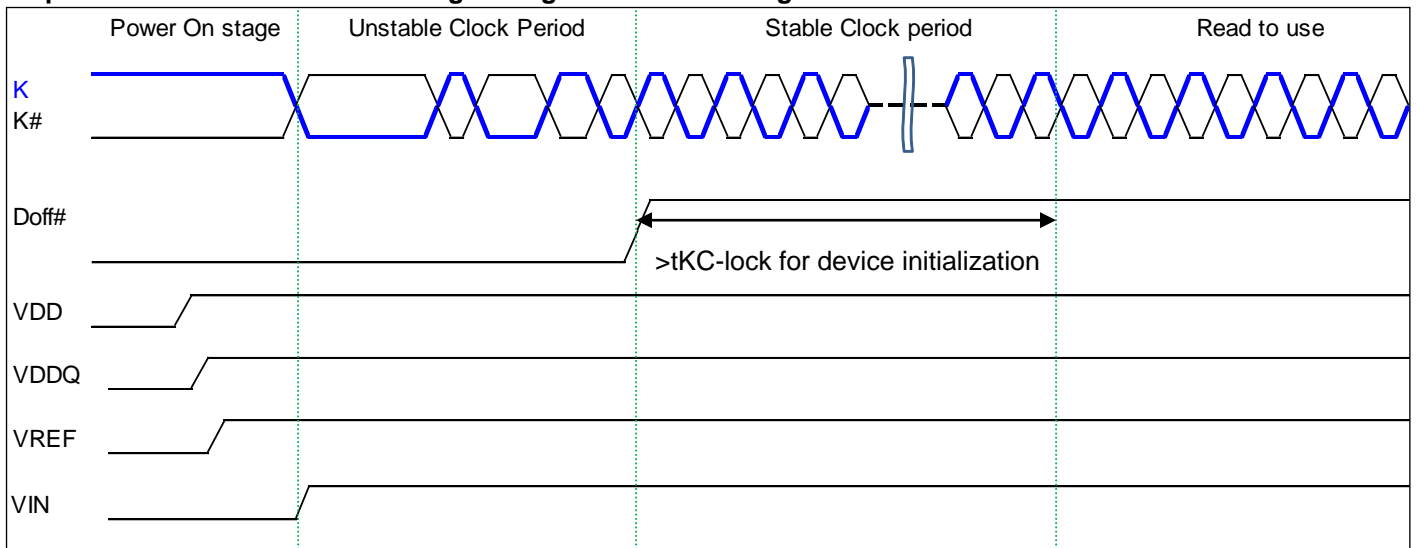 Power On stage Unstable Clock Period Stable Clock period Read to use
K
K#
Doff#
>tKC-lock for device initialization
VDD
VDDQ
VREF
VIN